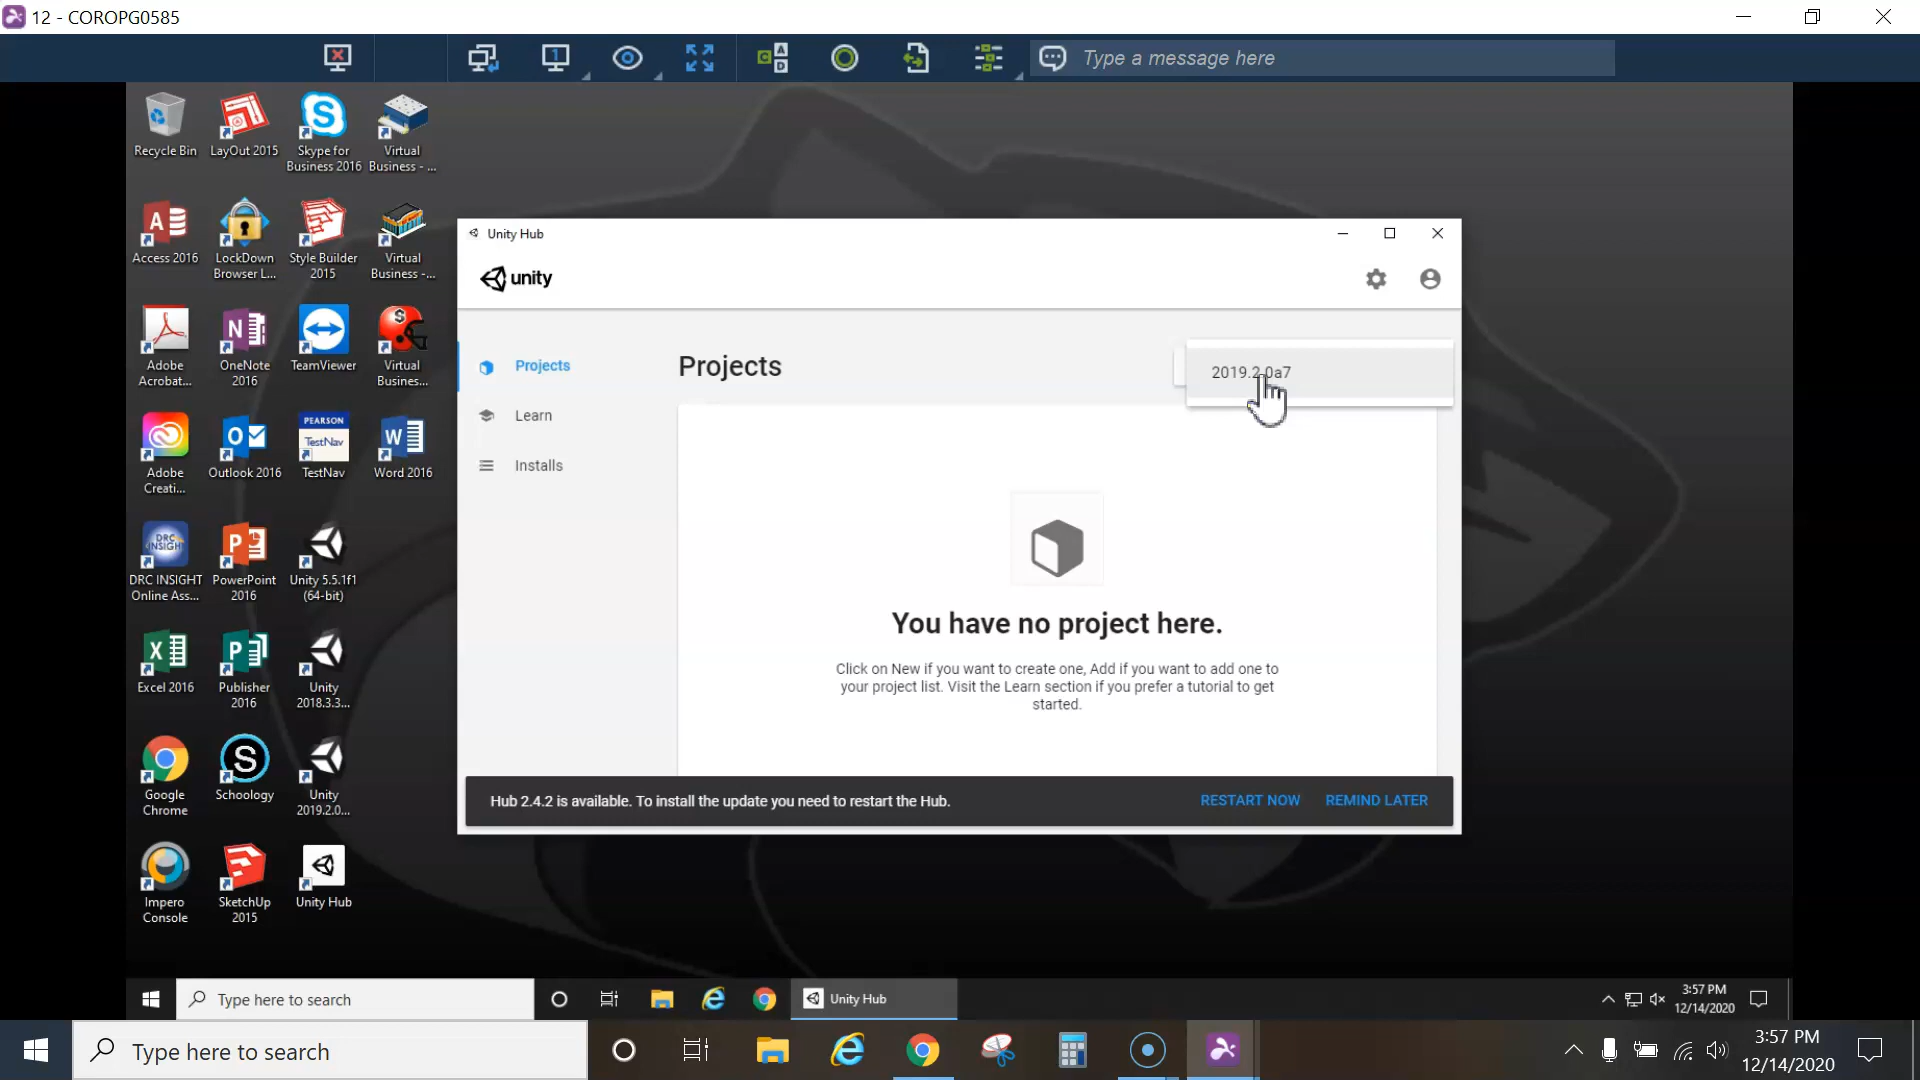 12 - COROPG0585
Type a message here
Recycle Bin
LayOut 2015
Skype for
Business 2016
Virtual
Business - ...
Access 2016
LockDown
Browser L...
Style Builder
2015
Virtual
Business -...
Adobe
Acrobat...
OneNote
2016
TeamViewer
Virtual
Busines...
Adobe
Creati...
Outlook 2016
PEARSON
TestNav
TestNav
Word 2016
DRC
INSIGHT
DRC INSIGHT
Online Ass...
PowerPoint
2016
Unity 5.5.1f1
(64-bit)
Excel 2016
Publisher
2016
Unity
2018.3.3...
Google
Chrome
Schoology
Unity
2019.2.0...
Impero
Console
SketchUp
2015
Unity Hub
Unity Hub
unity
Projects
Learn
Installs
Projects
2019.2.0a7
You have no project here.
Click on New if you want to create one, Add if you want to add one to
your project list. Visit the Learn section if you prefer a tutorial to get
started.
Hub 2.4.2 is available. To install the update you need to restart the Hub.
RESTART NOW
REMIND LATER
Type here to search
Unity Hub
3:57 PM
12/14/2020
Type here to search
3:57 PM
12/14/2020